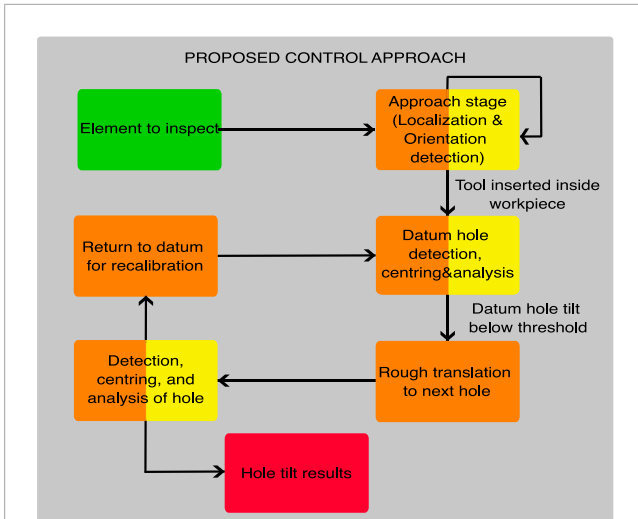 PROPOSED CONTROL APPROACH
Element to inspect
Approach stage
(Localization &
Orientation
detection)
Tool inserted inside
workpiece
Return to datum
for recalibration
Datum hole
detection,
centring&analysis
Datum hole tilt
below threshold
Detection,
centring, and
analysis of hole
Rough translation
to next hole
Hole tilt results